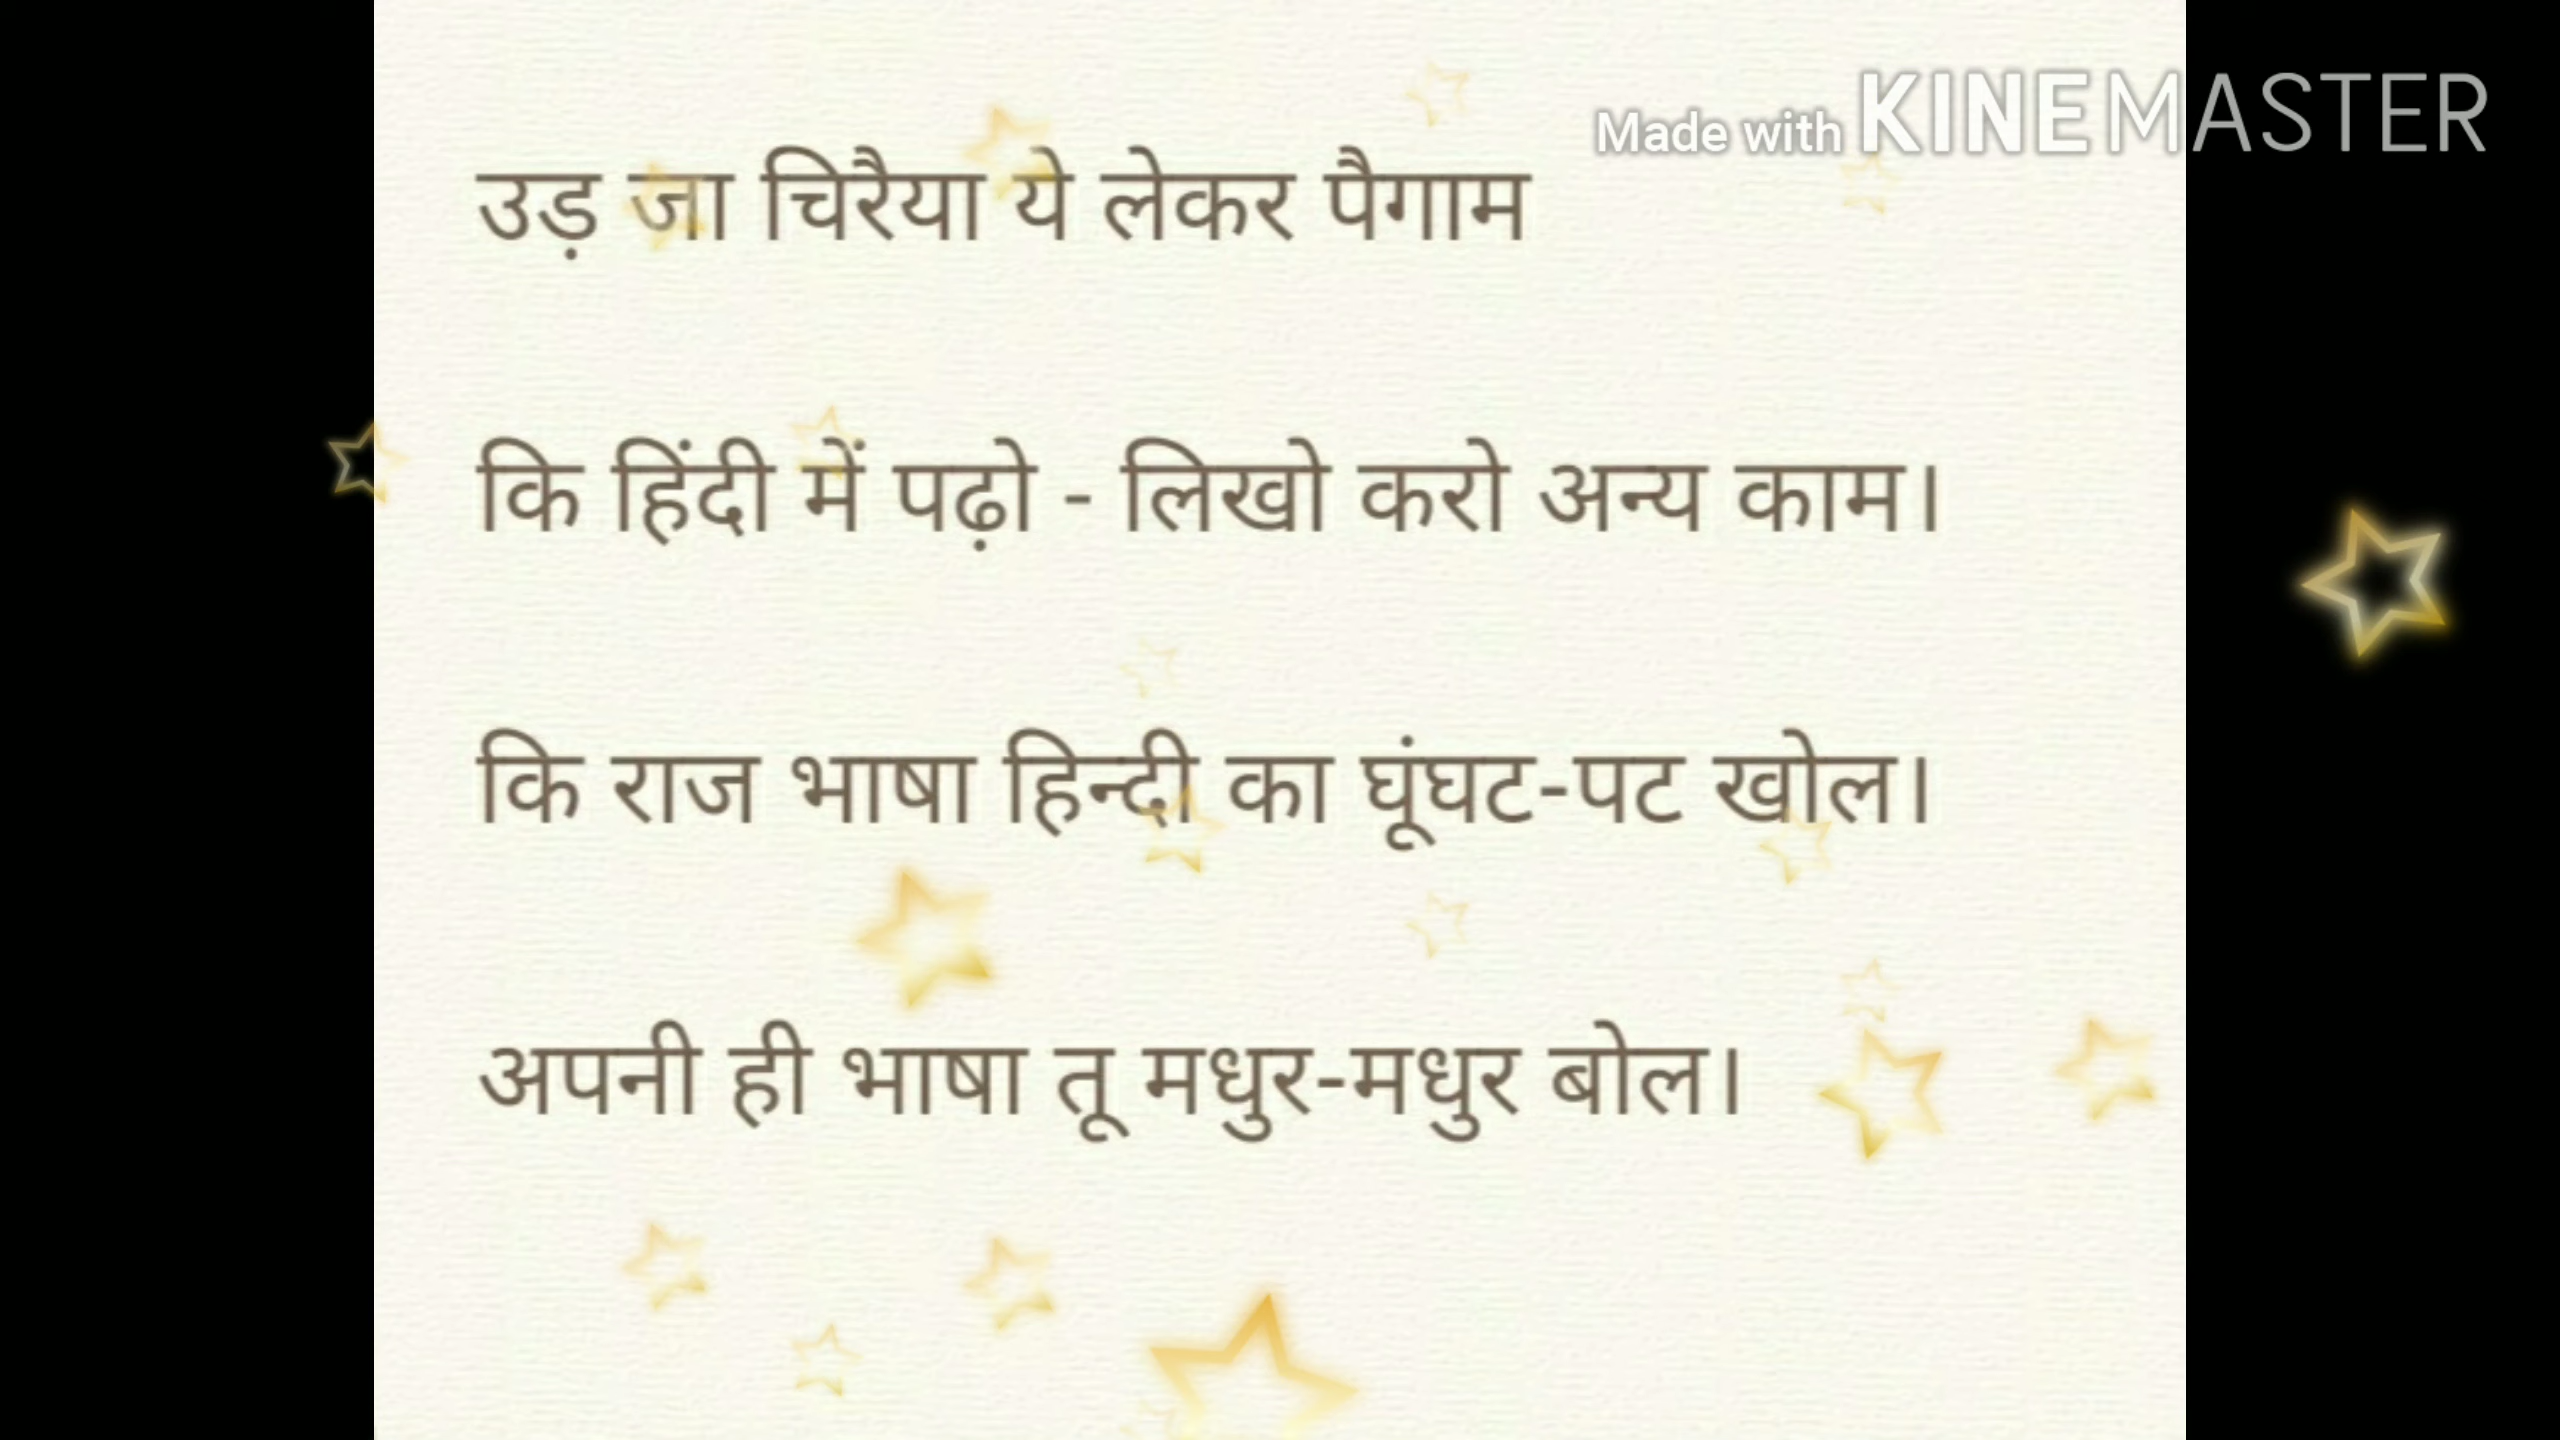 Made with KINEMASTER
उड़ जा चिरैया ये लेकर पैगाम
कि हिंदी में पढ़ो - लिखो करो अन्य काम।
कि राज भाषा हिन्दी का घूंघट-पट खोल।
अपनी ही भाषा तू मधुर-मधुर बोल।